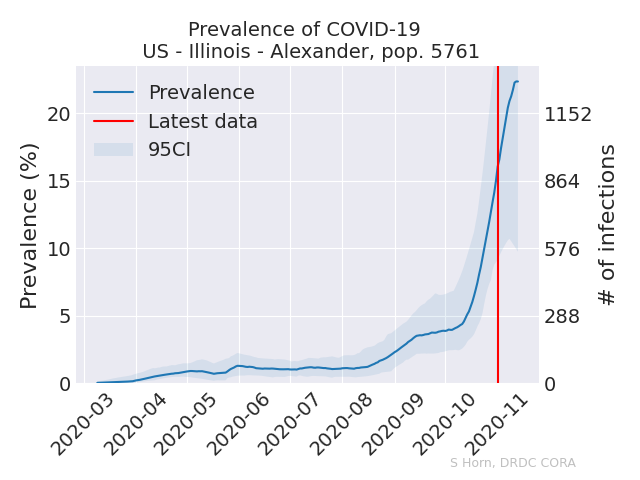 Prevalence of COVID-19
US - Illinois - Alexander, pop. 5761
Prevalence
Latest data
95CI
Prevalence (%)
20
15
10
5
0
1152
864
576
288
0
# of infections
2020-03
2020-04
2020-05
2020-06
2020-07
2020-08
2020-09
2020-10
2020-11
S Horn, DRDC CORA